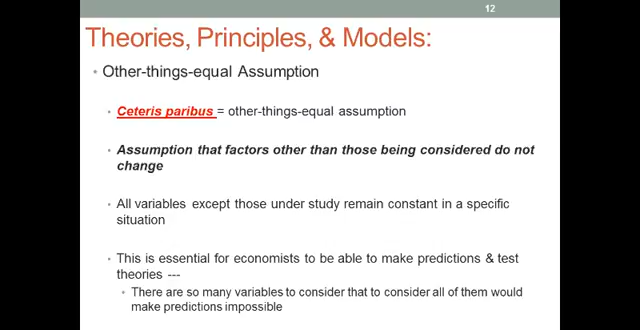 12
Theories, Principles, & Models:
• Other-things-equal Assumption
• Ceteris paribus = other-things-equal assumption
• Assumption that factors other than those being considered do not
change
• All variables except those under study remain constant in a specific
situation
• This is essential for economists to be able to make predictions & test
theories ---
• There are so many variables to consider that to consider all of them would
make predictions impossible